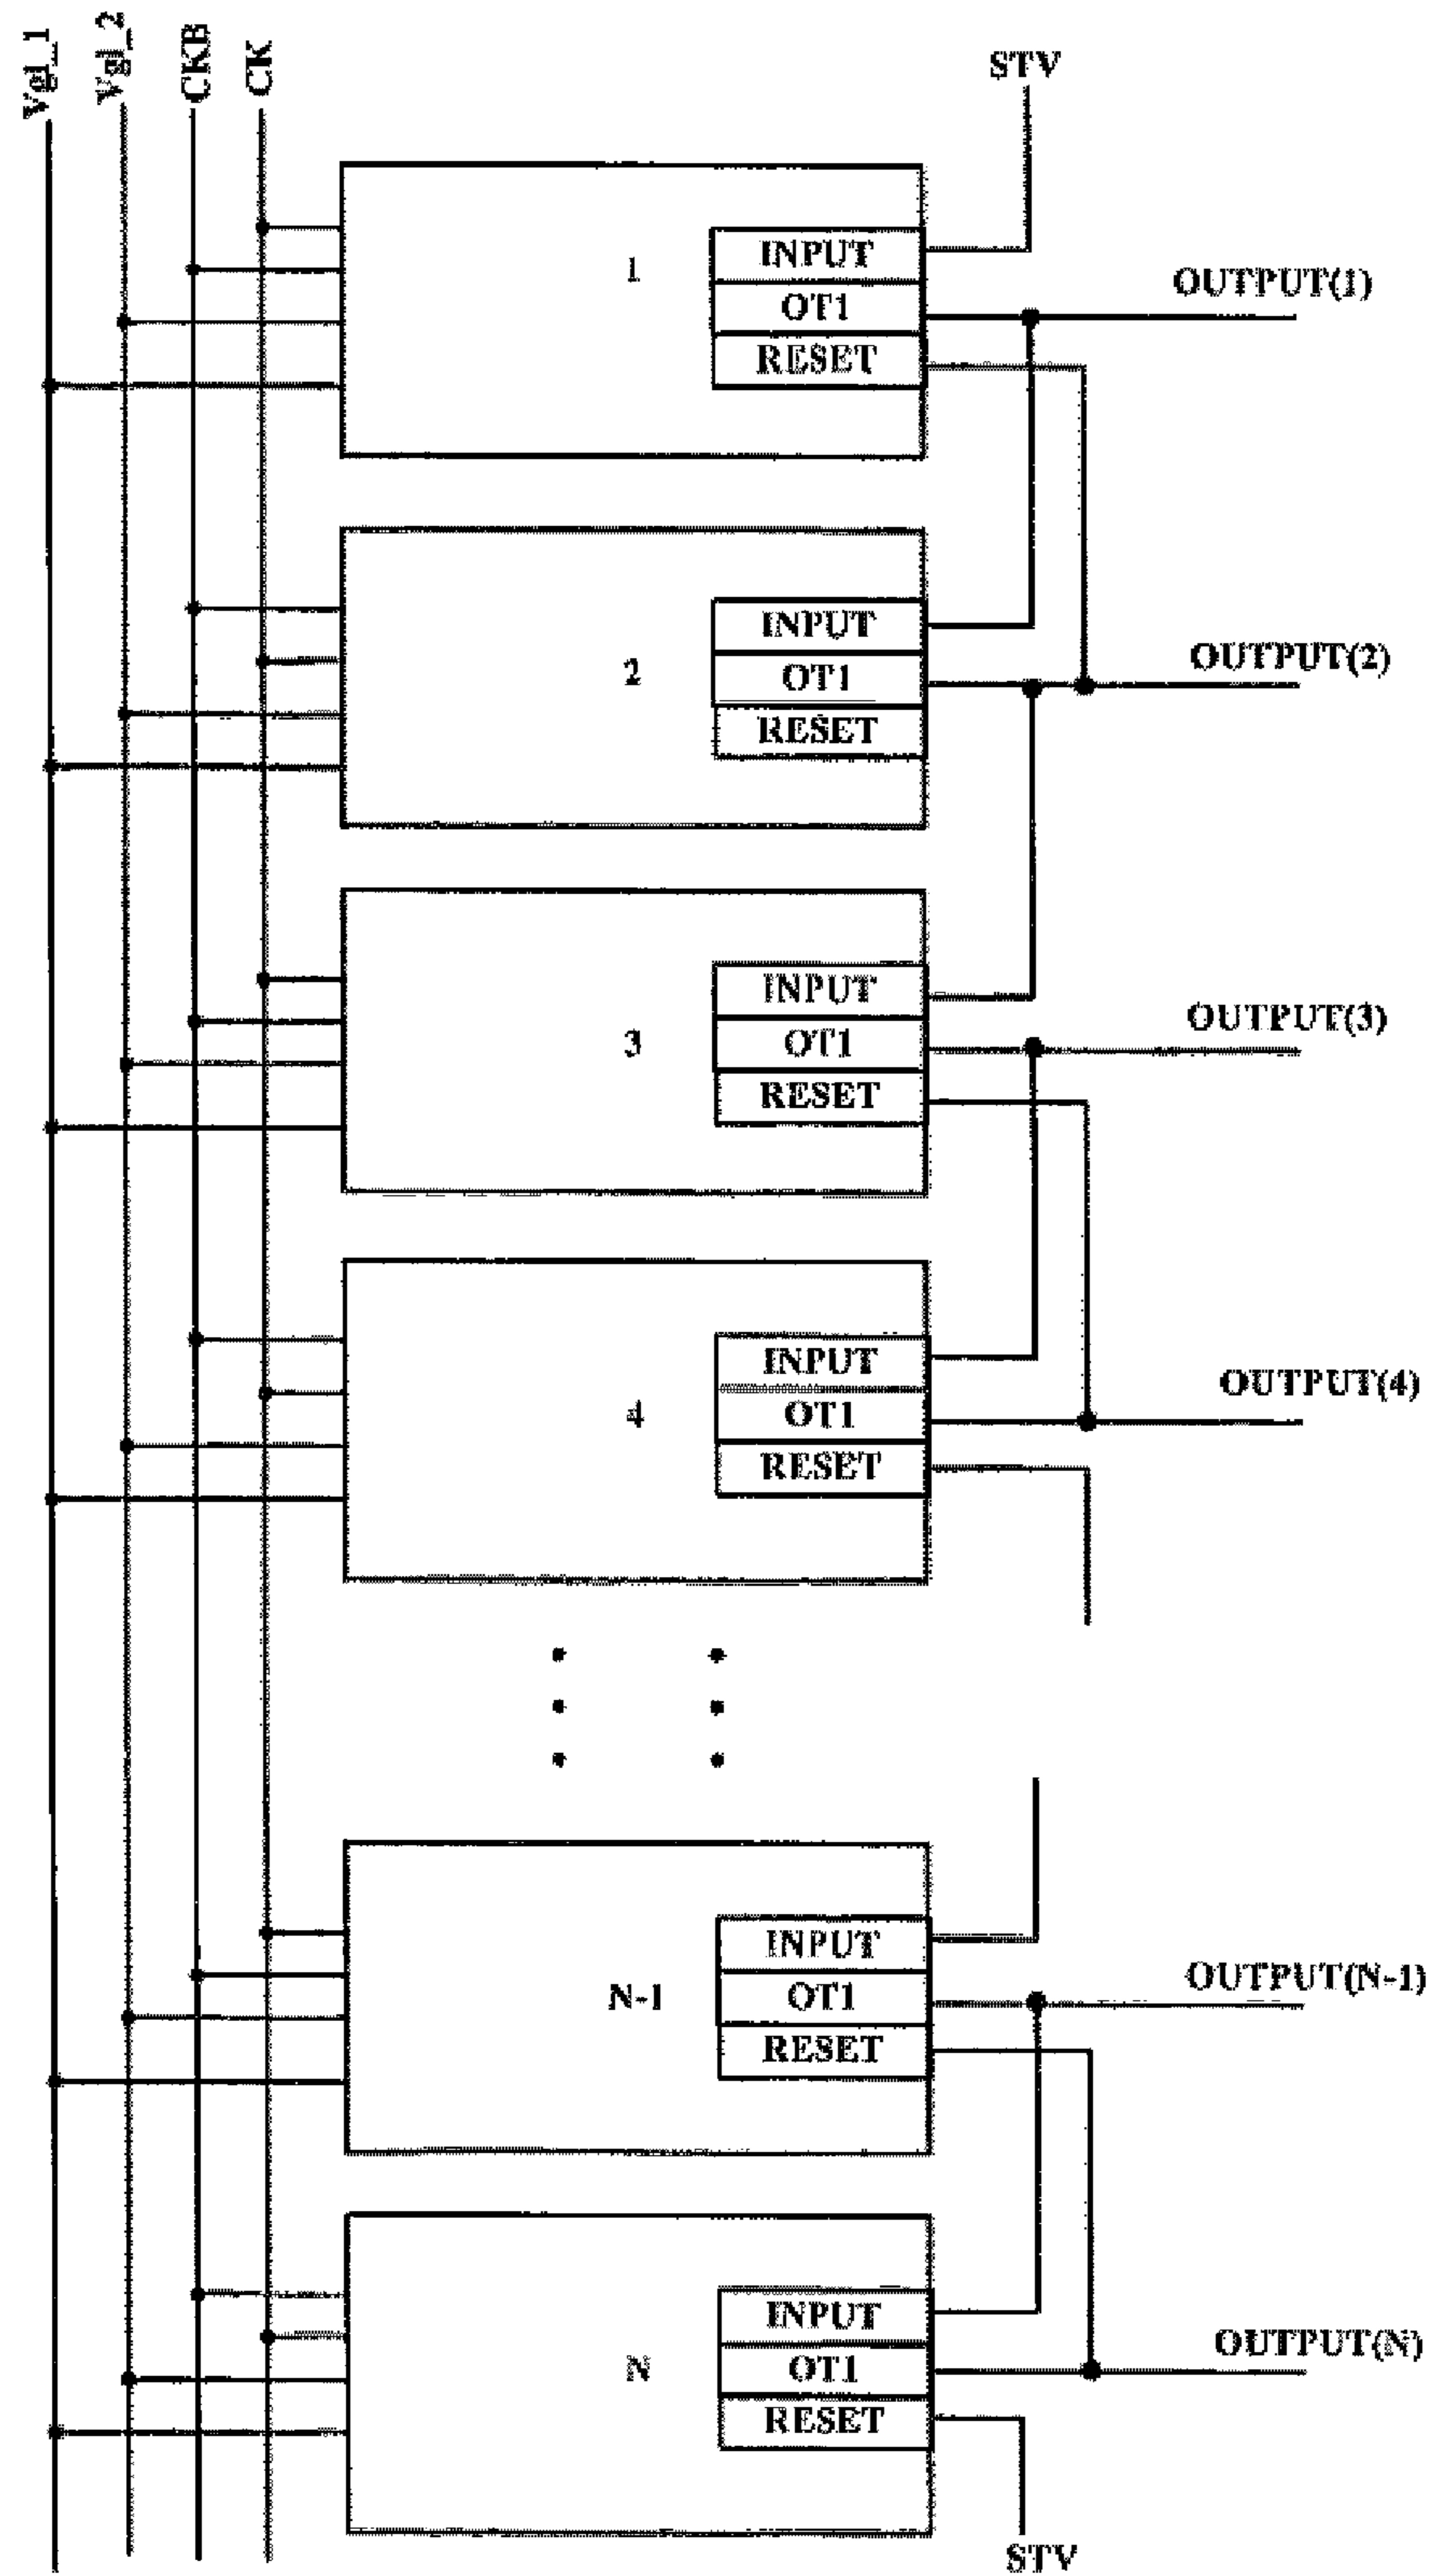 Vgl_1
Vgl_2
CKB
CK
STV
1
INPUT
OT1
RESET
OUTPUT(1)
2
INPUT
OT1
RESET
OUTPUT(2)
3
INPUT
OT1
RESET
OUTPUT(3)
4
INPUT
OT1
RESET
OUTPUT(4)
N-1
INPUT
OT1
RESET
OUTPUT(N-1)
N
INPUT
OT1
RESET
OUTPUT(N)
STV